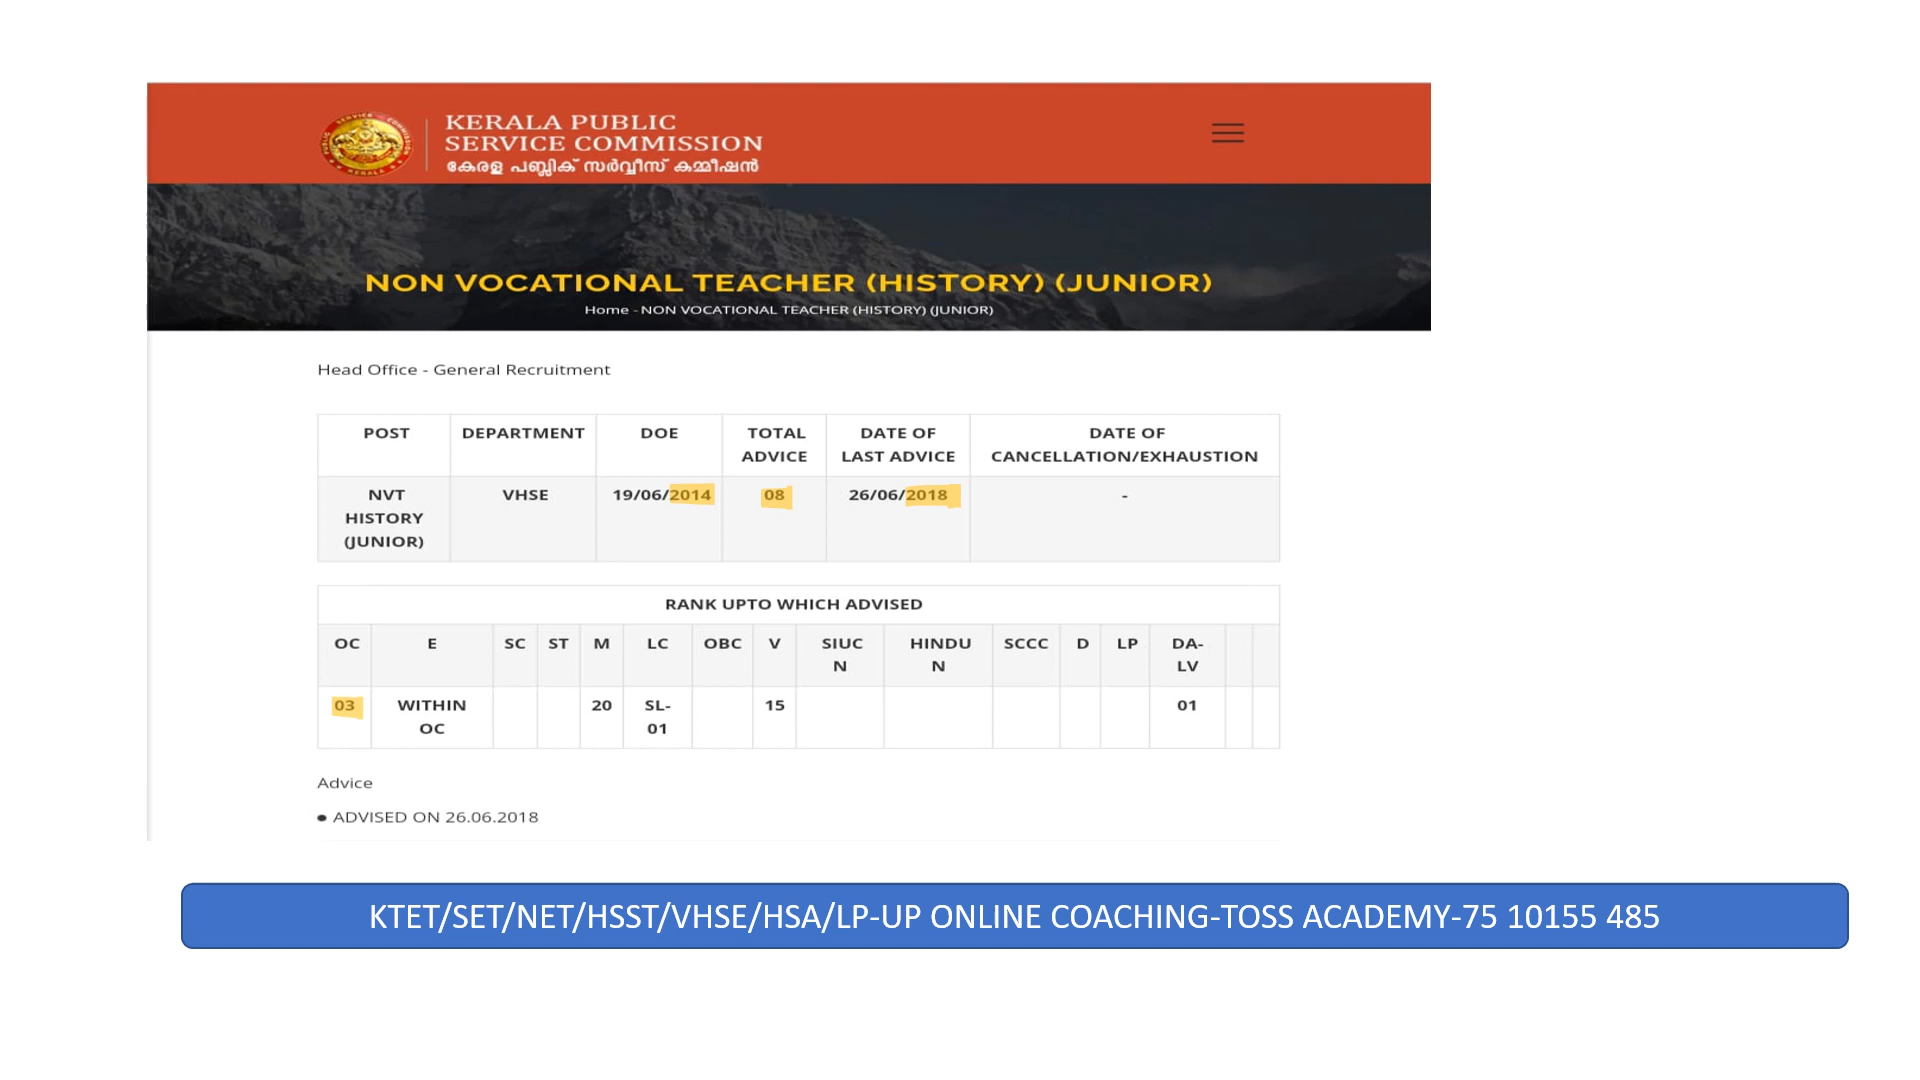 KERALA PUBLIC
SERVICE COMMISSION
കേരള പബ്ലിക് സർവ്വീസ് കമ്മീഷൻ
NON VOCATIONAL TEACHER (HISTORY) (JUNIOR)
Home - NON VOCATIONAL TEACHER (HISTORY) (JUNIOR)
Head Office - General Recruitment
POST DEPARTMENT DOE TOTAL DATE OF DATE OF
ADVICE LAST ADVICE CANCELLATION/EXHAUSTION
NVT VHSE 19/06/2014 08 26/06/2018 -
HISTORY
(JUNIOR)
RANK UPTO WHICH ADVISED
OC E SC ST M LC OBC V SIUC HINDU SCCC D LP DA-
N N LV
03 WITHIN 20 SL- 15 01
OC 01
Advice
• ADVISED ON 26.06.2018
KTET/SET/NET/HSST/VHSE/HSA/LP-UP ONLINE COACHING-TOSS ACADEMY-75 10155 485